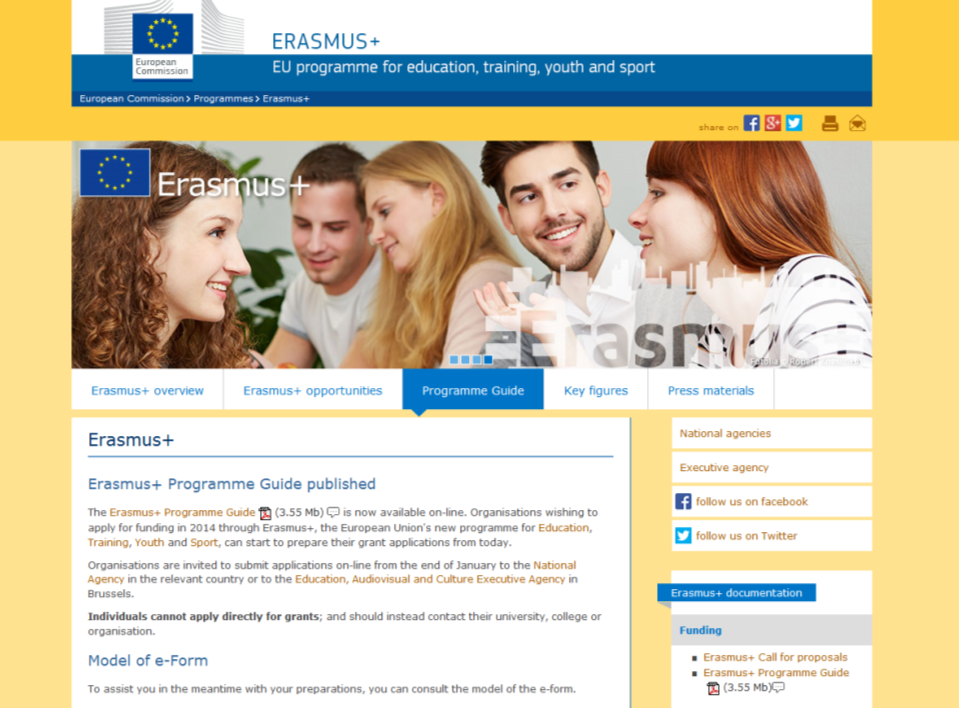 European
Commission
ERASMUS+
EU programme for education, training, youth and sport
European Commission > Programmes > Erasmus+
share on
Erasmus+
Erasmus+
Erasmus+ overview
Erasmus+ opportunities
Programme Guide
Key figures
Press materials
Erasmus+
Erasmus+ Programme Guide published
The Erasmus+ Programme Guide (3.55 Mb) is now available on-line. Organisations wishing to
apply for funding in 2014 through Erasmus+, the European Union's new programme for Education,
Training, Youth and Sport, can start to prepare their grant applications from today.
Organisations are invited to submit applications on-line from the end of January to the National
Agency in the relevant country or to the Education, Audiovisual and Culture Executive Agency in
Brussels.
Individuals cannot apply directly for grants; and should instead contact their university, college or
organisation.
Model of e-Form
To assist you in the meantime with your preparations, you can consult the model of the e-form.
National agencies
Executive agency
follow us on facebook
follow us on Twitter
Erasmus+ documentation
Funding
Erasmus+ Call for proposals
Erasmus+ Programme Guide
(3.55 Mb)